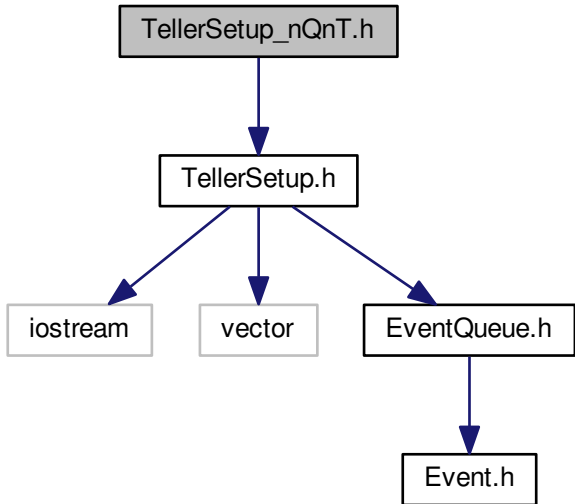 TellerSetup_nQnT.h
TellerSetup.h
iostream
vector
EventQueue.h
Event.h